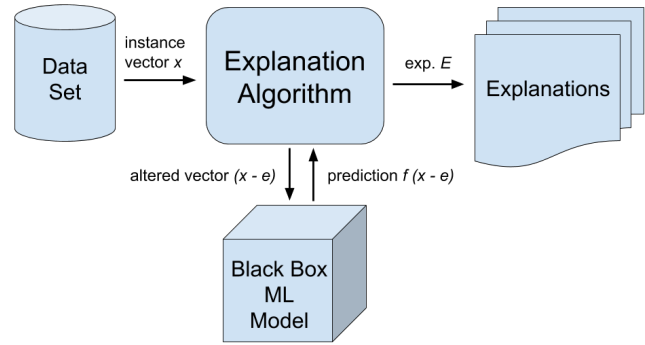 Data
Set
instance
vector x
Explanation
Algorithm
exp. E
Explanations
altered vector (x - e)
prediction f (x - e)
Black Box
ML
Model